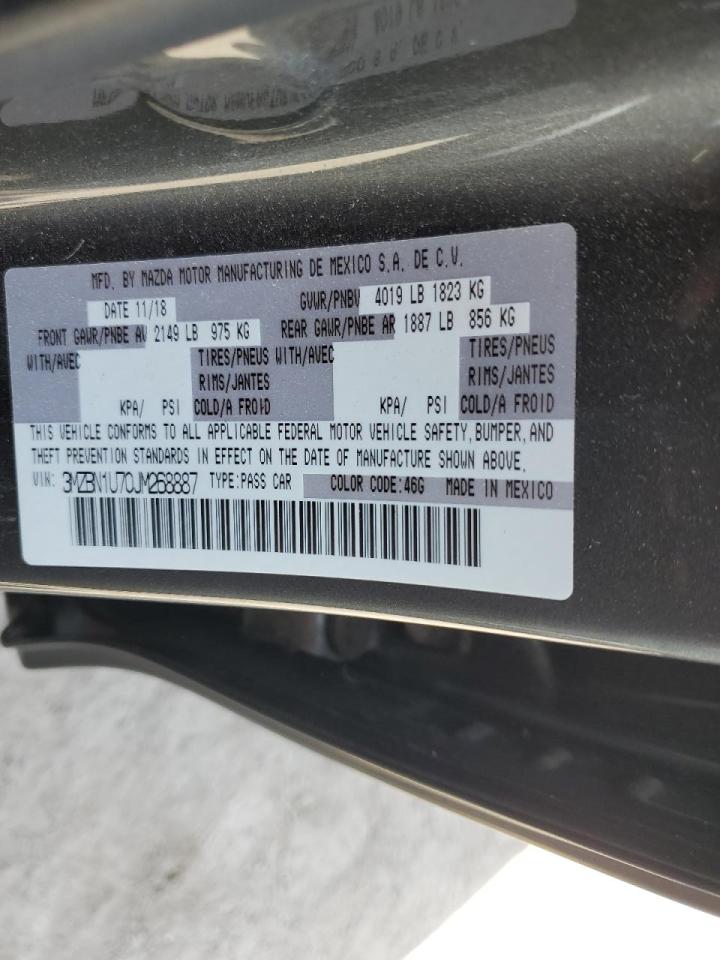 MFD. BY MAZDA MOTOR MANUFACTURING DE MEXICO S.A. DE C.V.
DATE 11/18 GVWR/PNBV 4019 LB 1823 KG
FRONT GAWR/PNBE AV 2149 LB 975 KG REAR GAWR/PNBE AR 1887 LB 856 KG
WITH/AVEC TIRES/PNEUS WITH/AVEC TIRES/PNEUS
RIMS/JANTES RIMS/JANTES
KPA/ PSI COLD/A FROID KPA/ PSI COLD/A FROID
THIS VEHICLE CONFORMS TO ALL APPLICABLE FEDERAL MOTOR VEHICLE SAFETY, BUMPER, AND
THEFT PREVENTION STANDARDS IN EFFECT ON THE DATE OF MANUFACTURE SHOWN ABOVE.
VIN: 3MZBN1U70JM268887 TYPE:PASS CAR COLOR CODE:46G MADE IN MEXICO